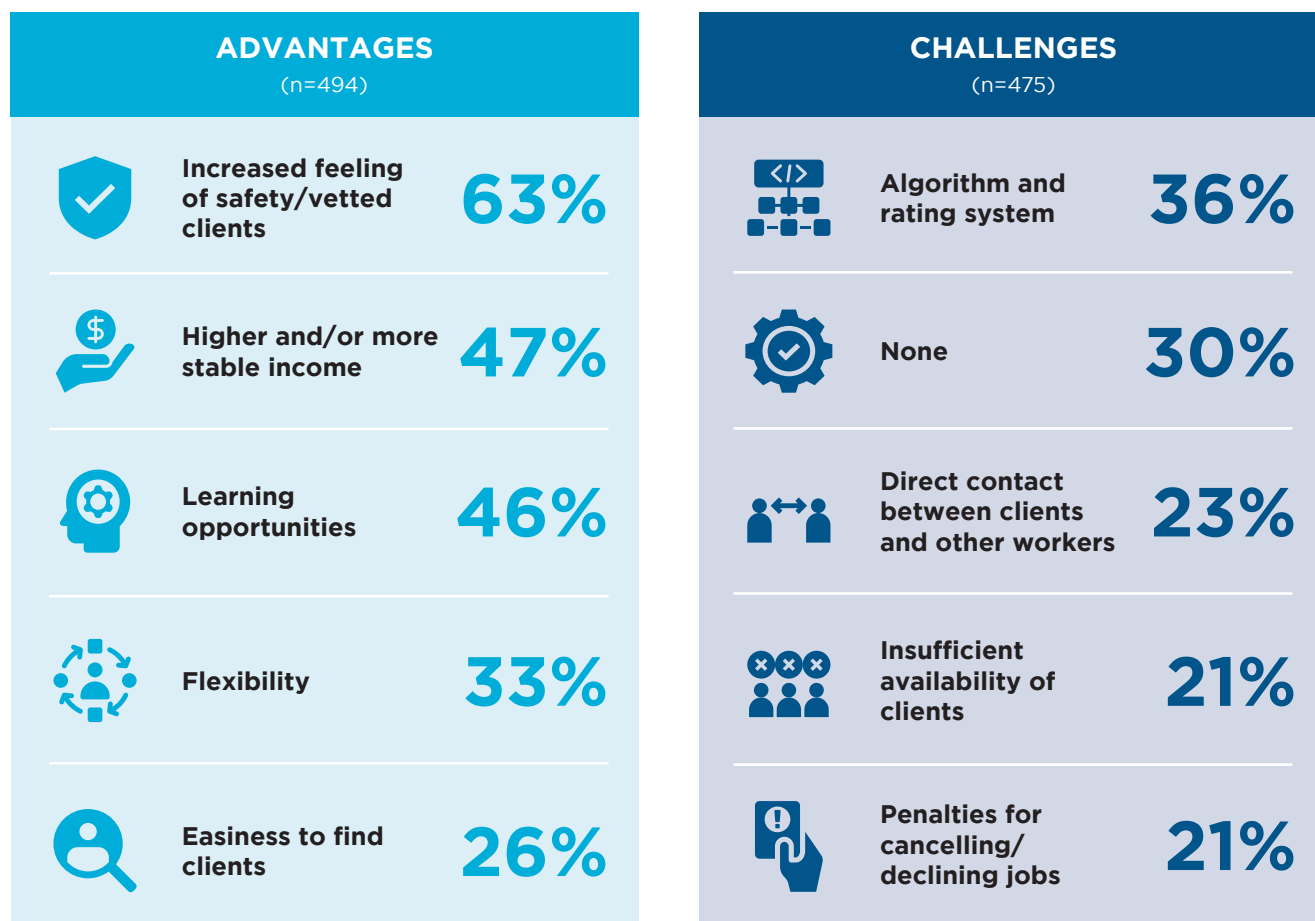 ADVANTAGES
(n=494)
Increased feeling
of safety/vetted
clients
63%
$
Higher and/or more
stable income
47%
Learning
opportunities
46%
Flexibility
33%
Easiness to find
clients
26%
CHALLENGES
(n=475)
</>
Algorithm and
rating system
36%
None
30%
Direct contact
between clients
and other workers
23%
Insufficient
availability of
clients
21%
!
Penalties for
cancelling/
declining jobs
21%